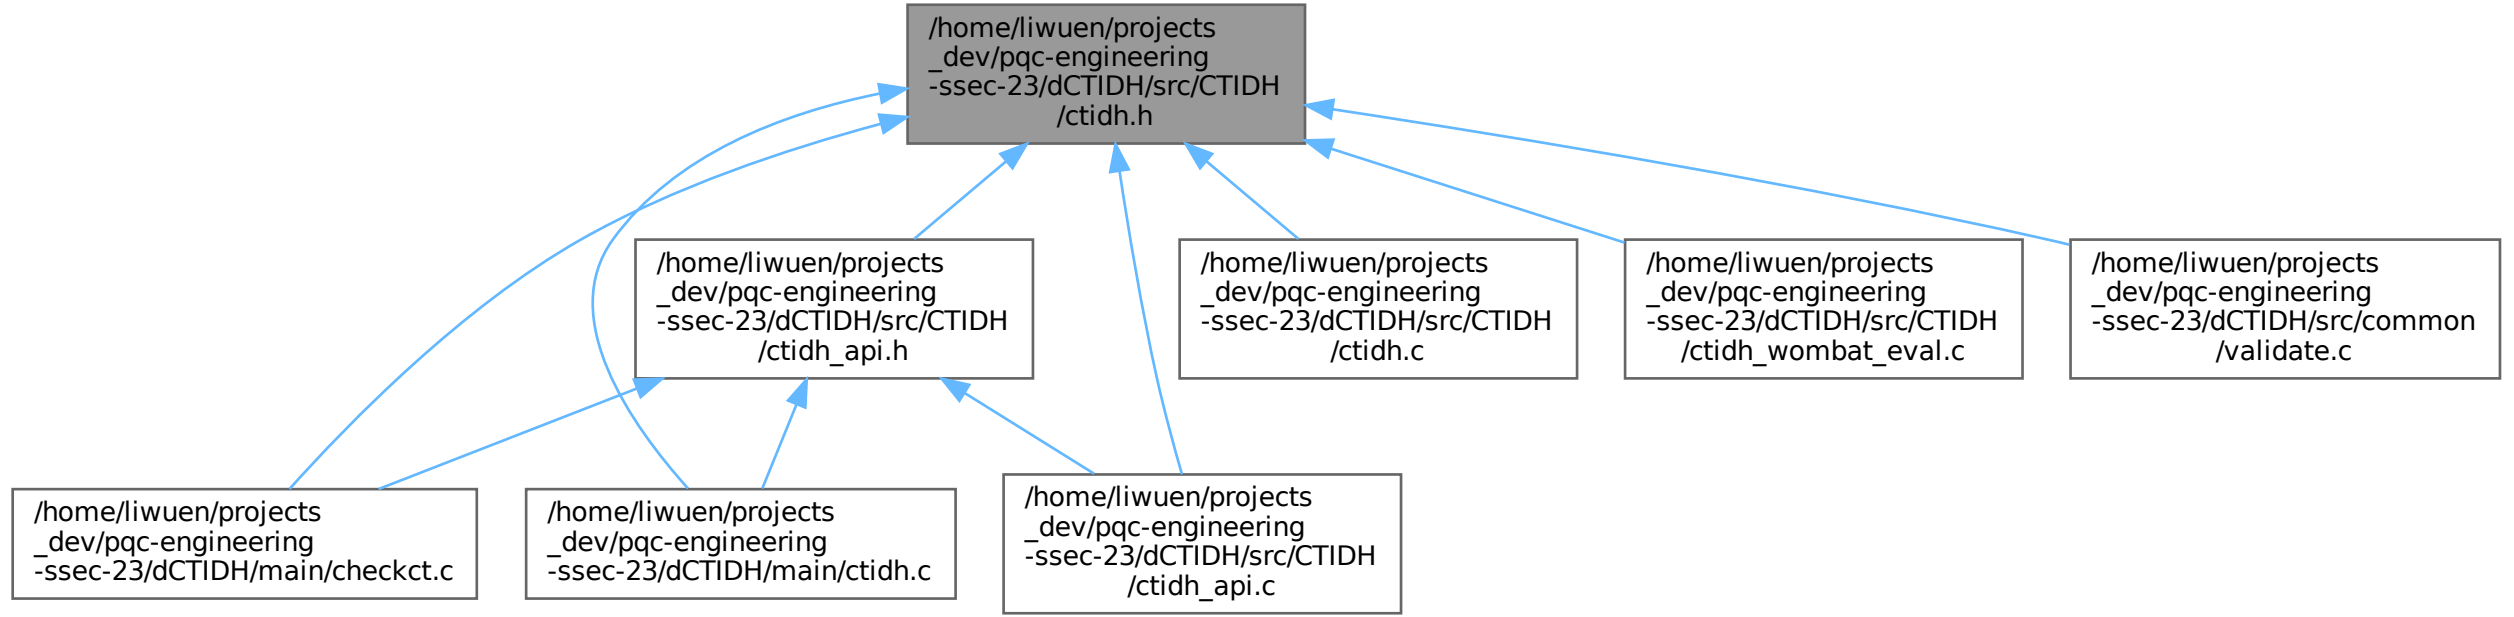 /home/liwuen/projects
_dev/pqc-engineering
-ssec-23/dCTIDH/src/CTIDH
/ctidh.h
/home/liwuen/projects
_dev/pqc-engineering
-ssec-23/dCTIDH/src/CTIDH
/ctidh_api.h
/home/liwuen/projects
_dev/pqc-engineering
-ssec-23/dCTIDH/src/CTIDH
/ctidh.c
/home/liwuen/projects
_dev/pqc-engineering
-ssec-23/dCTIDH/src/CTIDH
/ctidh_wombat_eval.c
/home/liwuen/projects
_dev/pqc-engineering
-ssec-23/dCTIDH/src/common
/validate.c
/home/liwuen/projects
_dev/pqc-engineering
-ssec-23/dCTIDH/main/checkct.c
/home/liwuen/projects
_dev/pqc-engineering
-ssec-23/dCTIDH/main/ctidh.c
/home/liwuen/projects
_dev/pqc-engineering
-ssec-23/dCTIDH/src/CTIDH
/ctidh_api.c